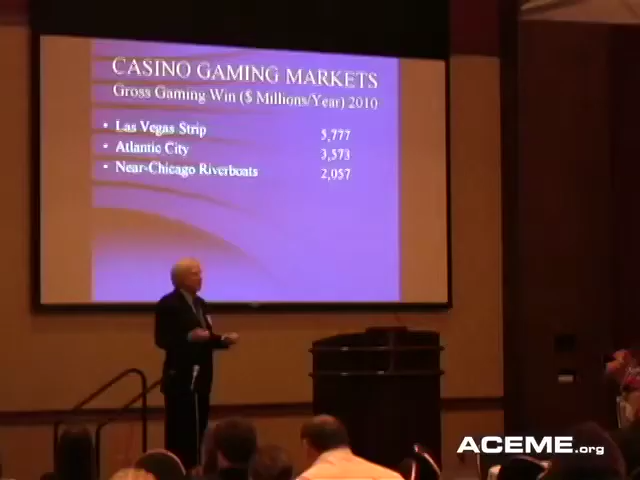 CASINO GAMING MARKETS
Gross Gaming Win ($ Millions/Year) 2010
• Las Vegas Strip 5,777
• Atlantic City 3,573
• Near-Chicago Riverboats 2,057
ACEME.org